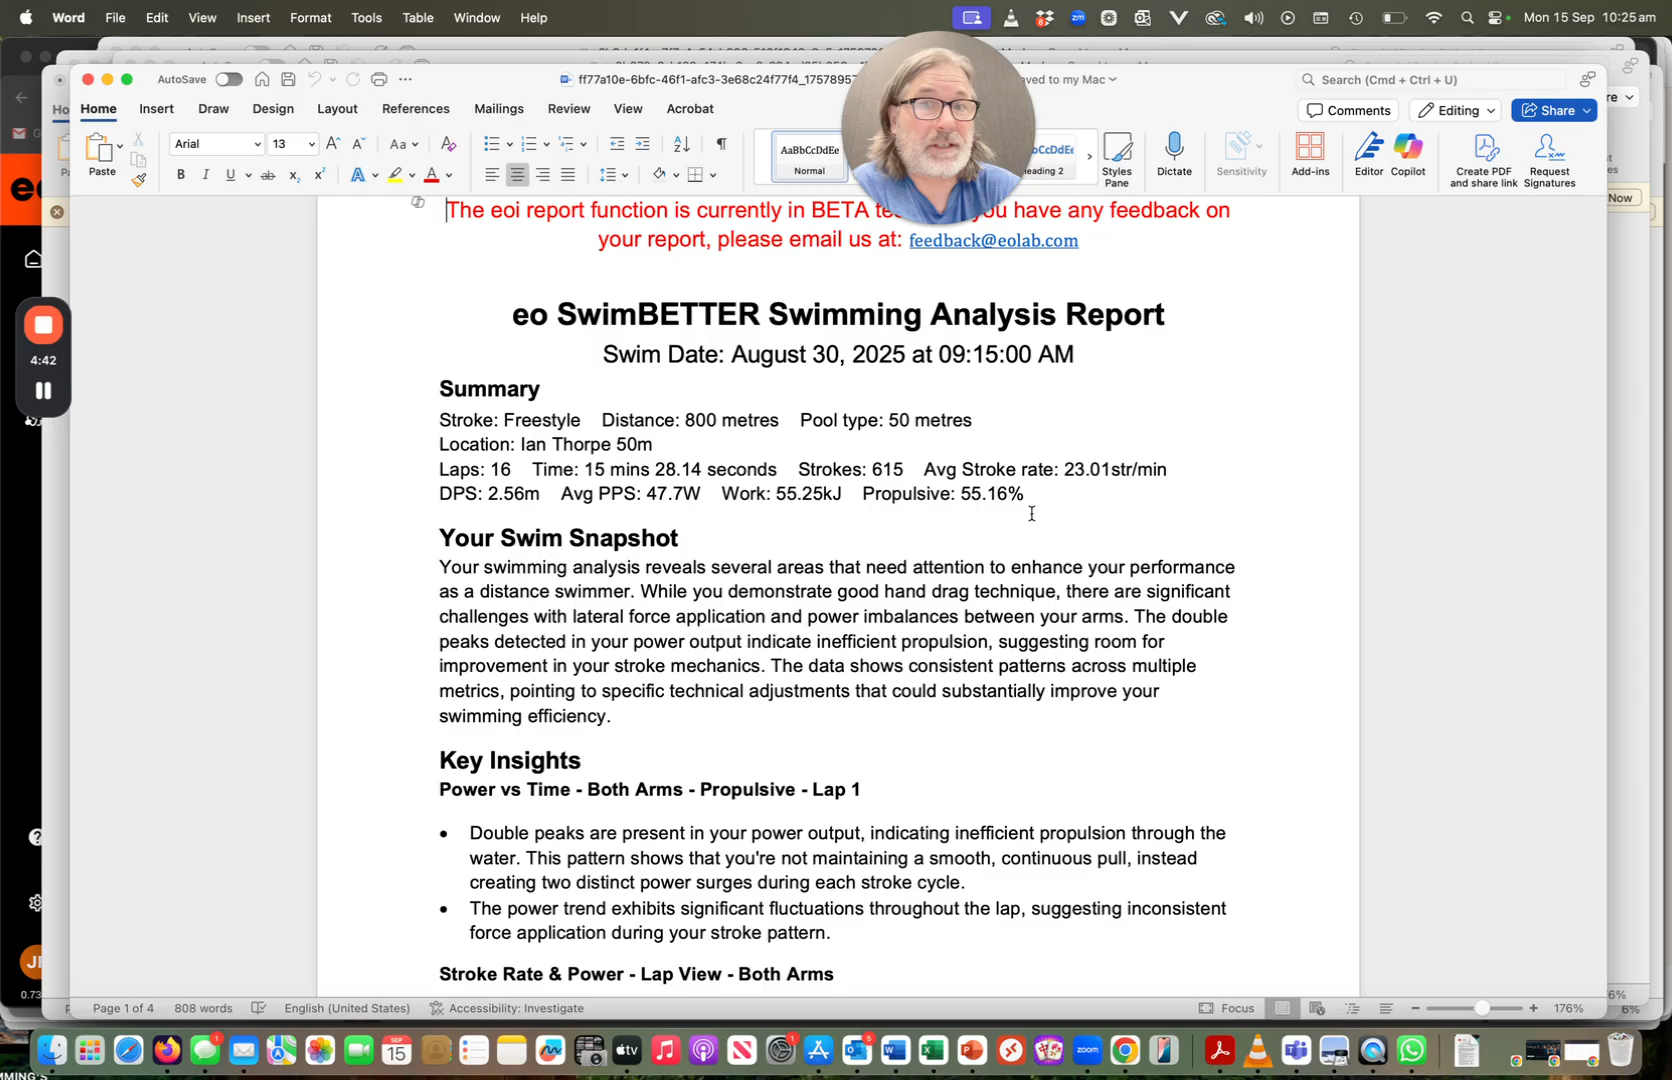 Word File Edit View Insert Format Tools Table Window Help Mon 15 Sep 10:25 am
AutoSave ff77a10e-6bfc-46f1-afc3-3e68c24f77f4_1757895 aved to my Mac Search (Cmd + Ctrl + U)
Home Insert Draw Design Layout References Mailings Review View Acrobat Comments Editing Share
Paste Arial 13 AaBbCcDdEe Normal Heading 2 Styles Pane Dictate Sensitivity Add-ins Editor Copilot Create PDF and share link Request Signatures
Now
The eoi report function is currently in BETA te you have any feedback on
your report, please email us at: feedback@eolab.com
eo SwimBETTER Swimming Analysis Report
Swim Date: August 30, 2025 at 09:15:00 AM
Summary
Stroke: Freestyle Distance: 800 metres Pool type: 50 metres
Location: Ian Thorpe 50m
Laps: 16 Time: 15 mins 28.14 seconds Strokes: 615 Avg Stroke rate: 23.01str/min
DPS: 2.56m Avg PPS: 47.7W Work: 55.25kJ Propulsive: 55.16%
4:42
Your Swim Snapshot
Your swimming analysis reveals several areas that need attention to enhance your performance
as a distance swimmer. While you demonstrate good hand drag technique, there are significant
challenges with lateral force application and power imbalances between your arms. The double
peaks detected in your power output indicate inefficient propulsion, suggesting room for
improvement in your stroke mechanics. The data shows consistent patterns across multiple
metrics, pointing to specific technical adjustments that could substantially improve your
swimming efficiency.
Key Insights
Power vs Time - Both Arms - Propulsive - Lap 1
• Double peaks are present in your power output, indicating inefficient propulsion through the
water. This pattern shows that you're not maintaining a smooth, continuous pull, instead
creating two distinct power surges during each stroke cycle.
• The power trend exhibits significant fluctuations throughout the lap, suggesting inconsistent
force application during your stroke pattern.
Stroke Rate & Power - Lap View - Both Arms
Page 1 of 4 808 words English (United States) Accessibility: Investigate Focus 176%
SEP 15